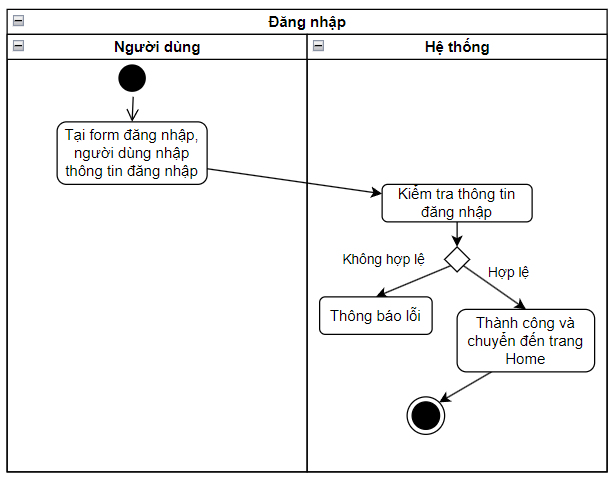 Đăng nhập
Người dùng
Hệ thống
Tại form đăng nhập,
người dùng nhập
thông tin đăng nhập
Kiểm tra thông tin
đăng nhập
Không hợp lệ
Hợp lệ
Thông báo lỗi
Thành công và
chuyển đến trang
Home